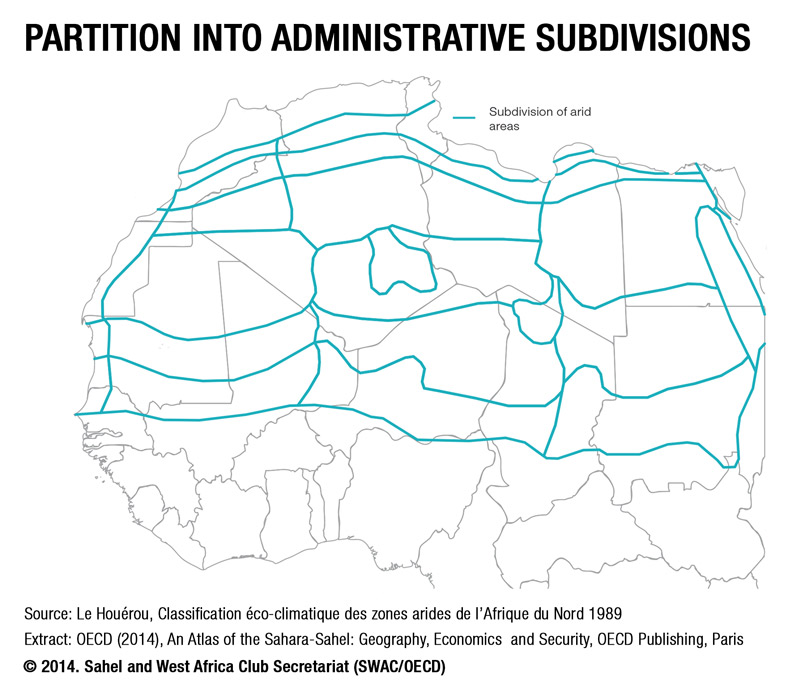 PARTITION INTO ADMINISTRATIVE SUBDIVISIONS
Subdivision of arid
areas
Source: Le Houérou, Classification éco-climatique des zones arides de l'Afrique du Nord 1989
Extract: OECD (2014), An Atlas of the Sahara-Sahel: Geography, Economics and Security, OECD Publishing, Paris
© 2014. Sahel and West Africa Club Secretariat (SWAC/OECD)